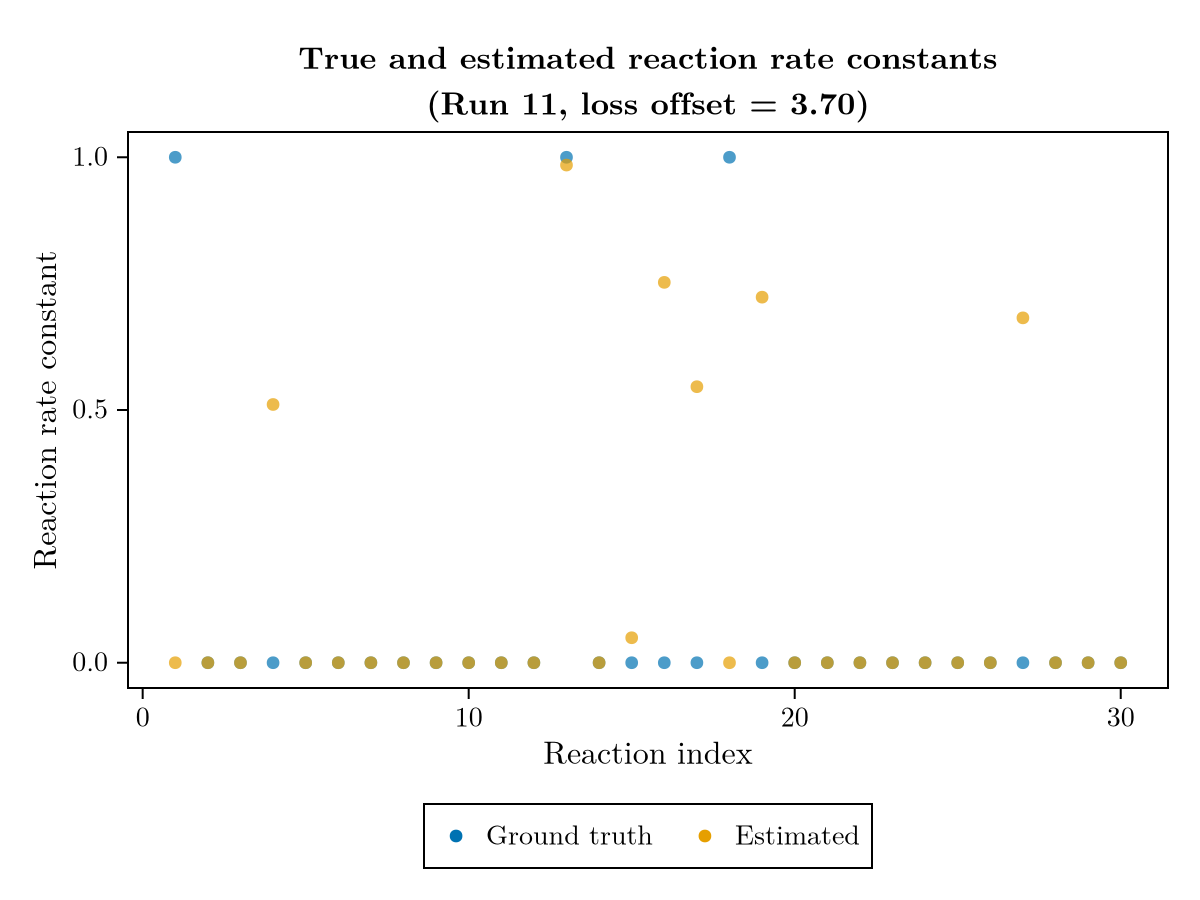 True and estimated reaction rate constants
(Run 11, loss offset = 3.70)
Reaction rate constant
1.0
0.5
0.0
0 10 20 30
Reaction index
Ground truth Estimated